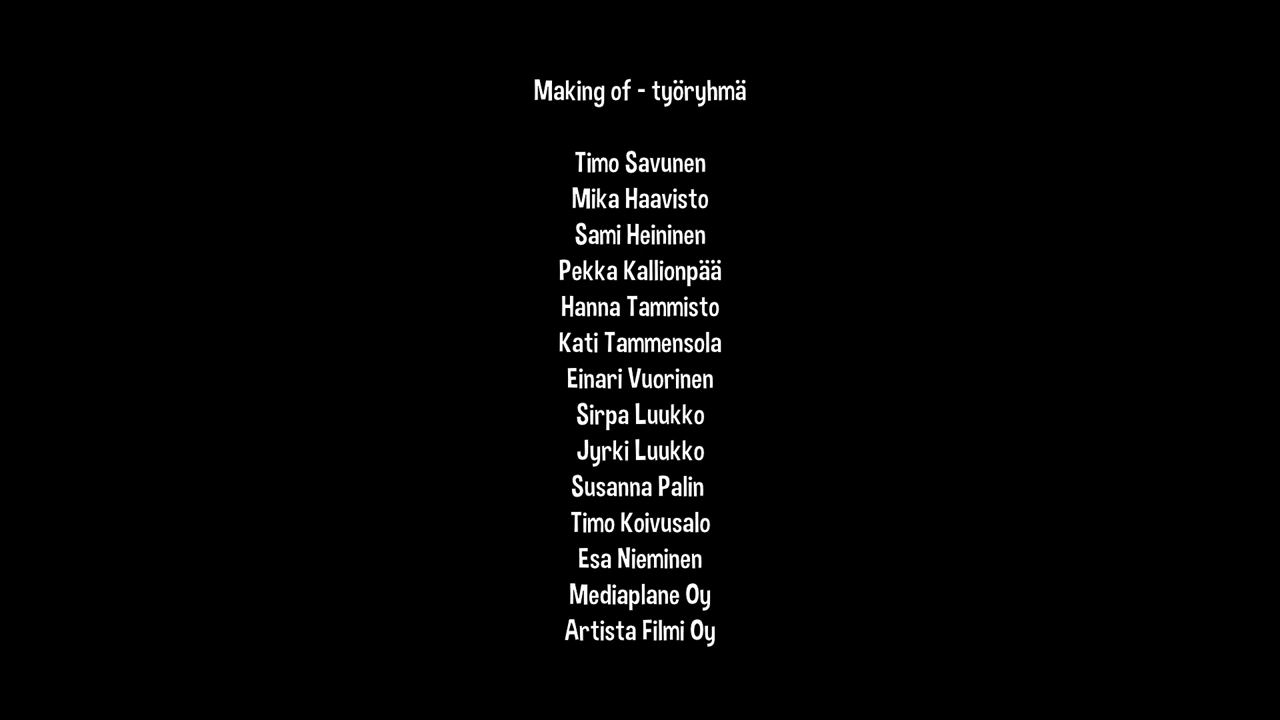 Making of - työryhmä
Timo Savunen
Mika Haavisto
Sami Heininen
Pekka Kallionpää
Hanna Tammisto
Kati Tammensola
Einari Vuorinen
Sirpa Luukko
Jyrki Luukko
Susanna Palin
Timo Koivusalo
Esa Nieminen
Mediaplane Oy
Artista Filmi Oy